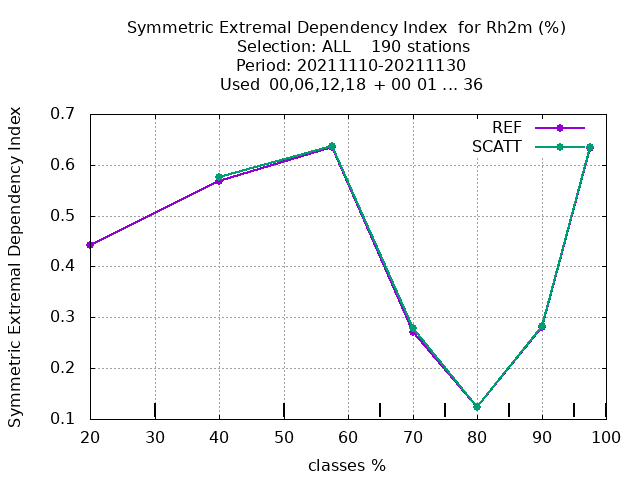 Symmetric Extremal Dependency Index  for Rh2m (%)
Selection: ALL    190 stations
Period: 20211110-20211130
Used  00,06,12,18  + 00 01 ... 36
Symmetric Extremal Dependency Index
0.7
0.6
0.5
0.4
0.3
0.2
0.1
REF
SCATT
20 30 40 50 60 70 80 90 100
classes %